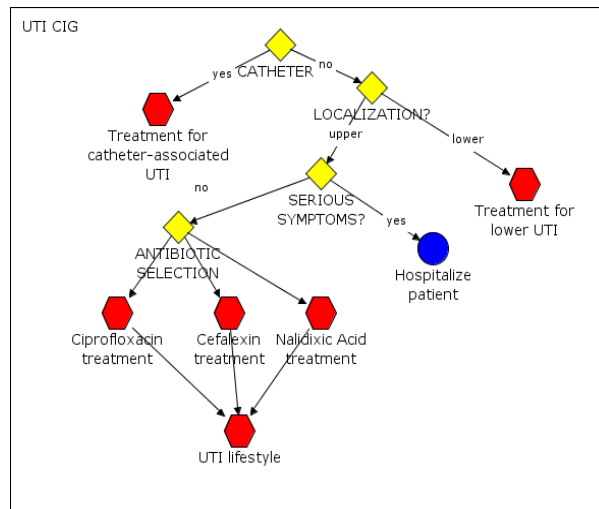 UTI CIG
yes
CATHETER
no
LOCALIZATION?
Treatment for
catheter-associated
UTI
upper
lower
no
SERIOUS
SYMPTOMS?
yes
Treatment for
lower UTI
ANTIBIOTIC
SELECTION
Hospitalize
patient
Ciprofloxacin
treatment
Cefalexin
treatment
Nalidixic Acid
treatment
UTI lifestyle